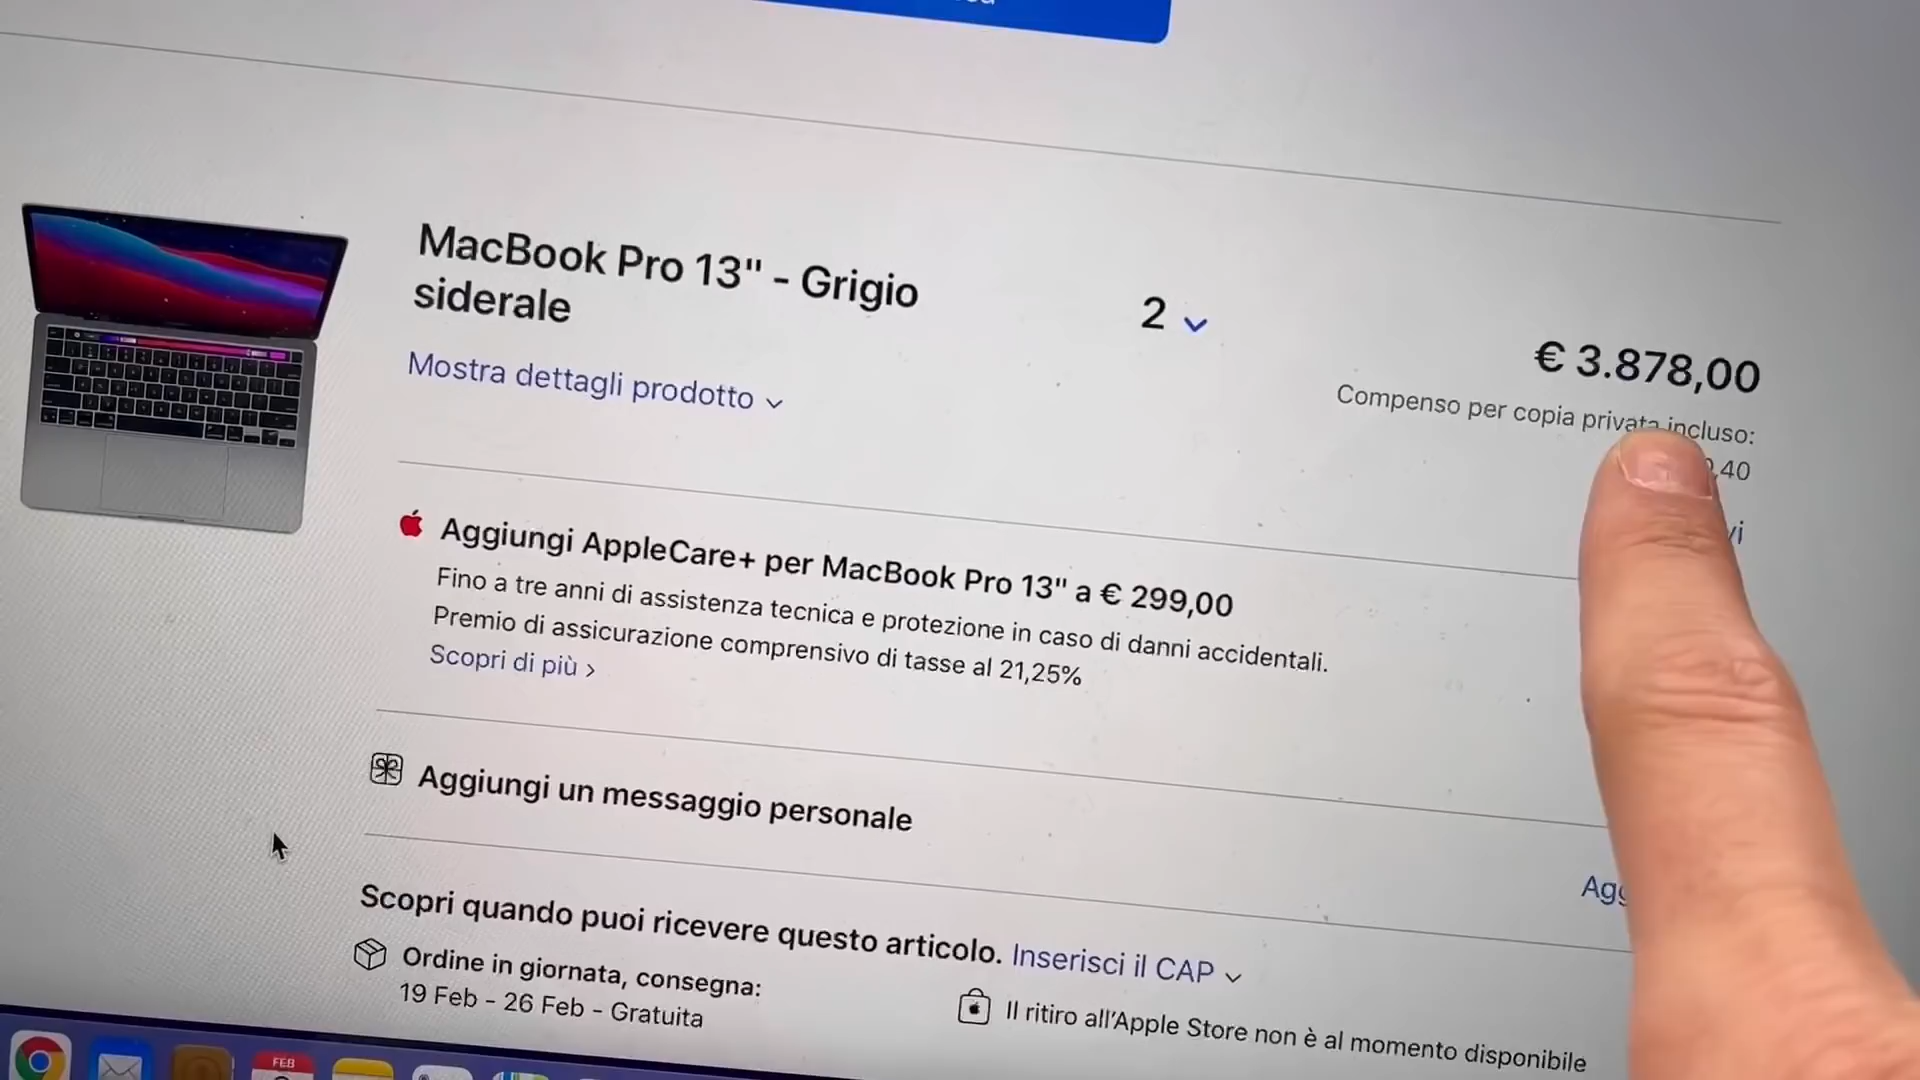 MacBook Pro 13" - Grigio
siderale
2
€ 3.878,00
Mostra dettagli prodotto
Compenso per copia privata incluso:
,40
Aggiungi AppleCare+ per MacBook Pro 13" a € 299,00
Fino a tre anni di assistenza tecnica e protezione in caso di danni accidentali.
Premio di assicurazione comprensivo di tasse al 21,25%
Scopri di più >
Aggiungi un messaggio personale
Scopri quando puoi ricevere questo articolo. Inserisci il CAP
Ordine in giornata, consegna:
19 Feb - 26 Feb - Gratuita
Il ritiro all'Apple Store non è al momento disponibile
FEB